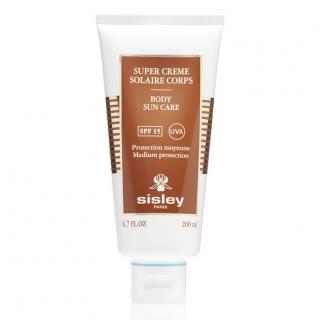 SUPER CREME
SOLAIRE CORPS
BODY
SUN CARE
SPF 15 UVA
Protection moyenne
Medium protection
sisley
PARIS
6.7 FL.OZ 200 ml